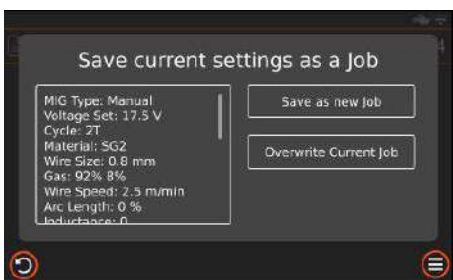 Save current settings as a Job
MIG Type: Manual
Voltage Set: 17.5 V
Cycle: 2T
Material: SG2
Wire Size: 0.8 mm
Gas: 92% 8%
Wire Speed: 2.5 m/min
Arc Length: 0 %
Inductance: 0
Save as new Job
Overwrite Current Job